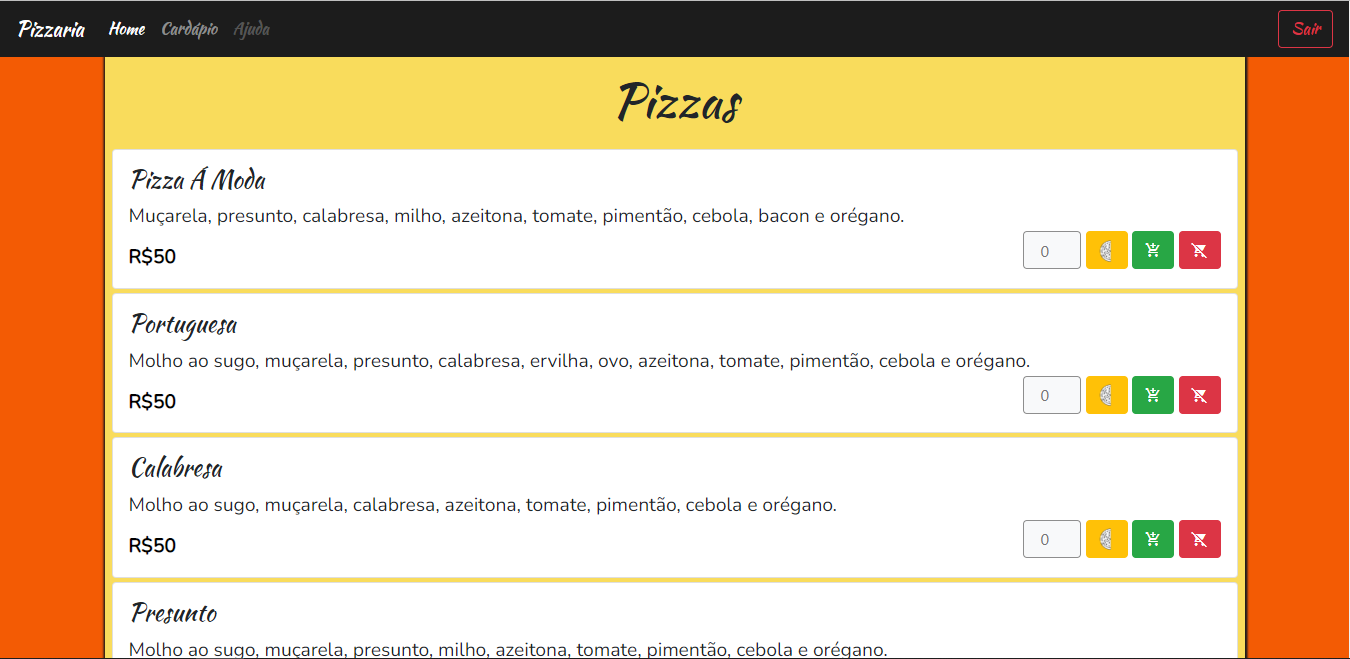 Pizzaria Home Cardápio Ajuda Sair
Pizzas
Pizza Á Moda
Muçarela, presunto, calabresa, milho, azeitona, tomate, pimentão, cebola, bacon e orégano.
R$50 0
Portuguesa
Molho ao sugo, muçarela, presunto, calabresa, ervilha, ovo, azeitona, tomate, pimentão, cebola e orégano.
R$50 0
Calabresa
Molho ao sugo, muçarela, calabresa, azeitona, tomate, pimentão, cebola e orégano.
R$50 0
Presunto
Molho ao sugo, muçarela, presunto, milho, azeitona, tomate, pimentão, cebola e orégano.